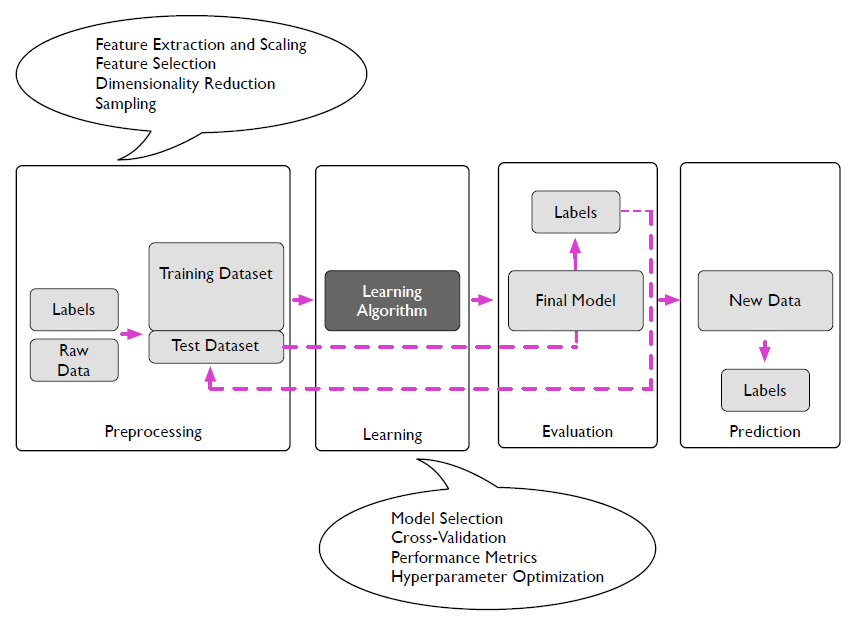 Feature Extraction and Scaling
Feature Selection
Dimensionality Reduction
Sampling
Labels
Raw
Data
Training Dataset
Test Dataset
Preprocessing
Learning
Algorithm
Learning
Labels
Final Model
Evaluation
New Data
Labels
Prediction
Model Selection
Cross-Validation
Performance Metrics
Hyperparameter Optimization